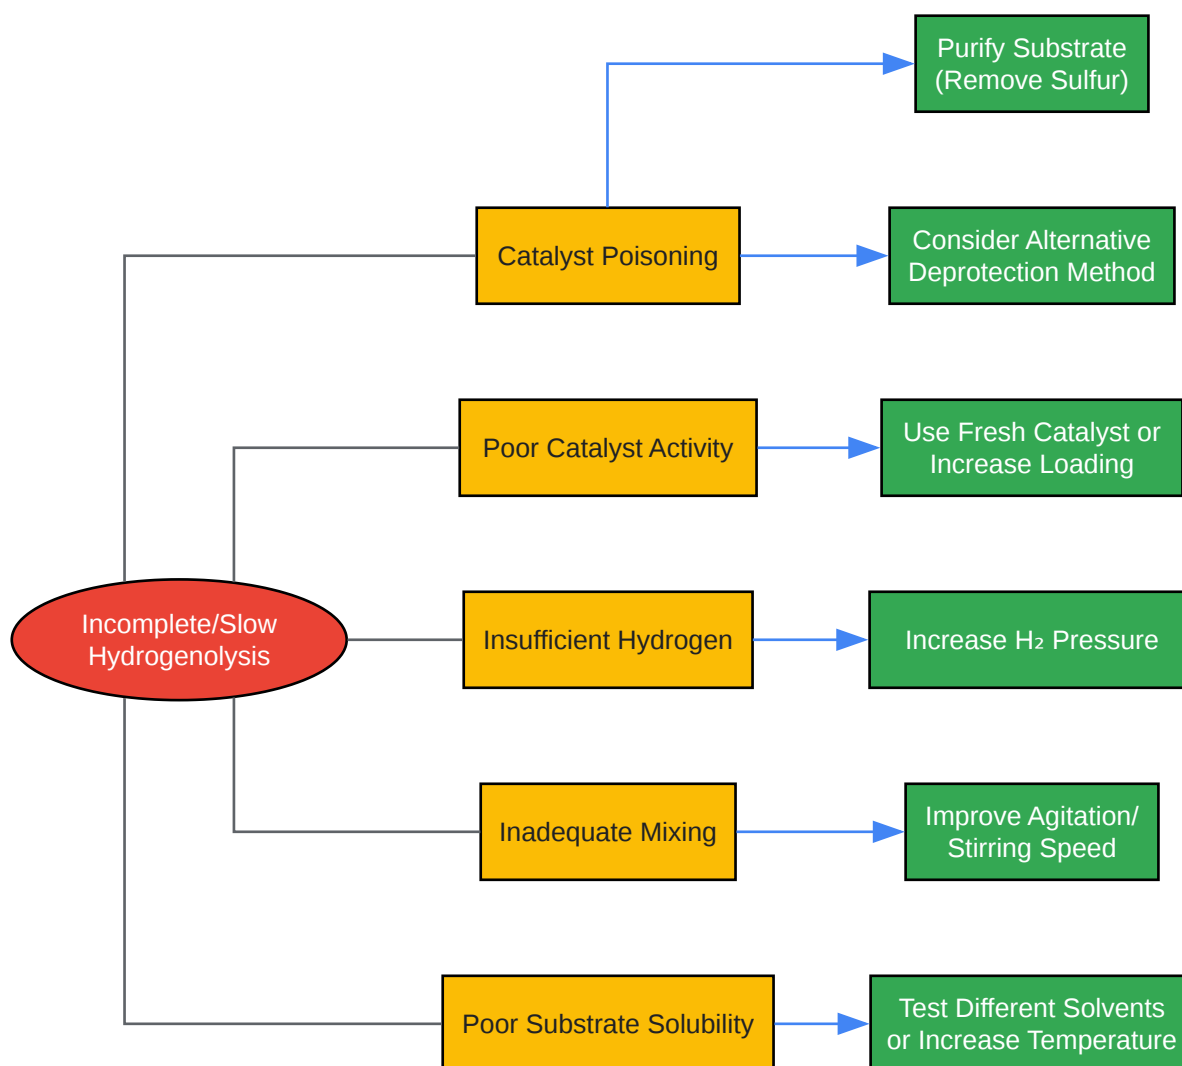 Purify Substrate
(Remove Sulfur)
Catalyst Poisoning
Consider Alternative
Deprotection Method
Poor Catalyst Activity
Use Fresh Catalyst or
Increase Loading
Incomplete/Slow
Hydrogenolysis
Insufficient Hydrogen
Increase H₂ Pressure
Inadequate Mixing
Improve Agitation/
Stirring Speed
Poor Substrate Solubility
Test Different Solvents
or Increase Temperature